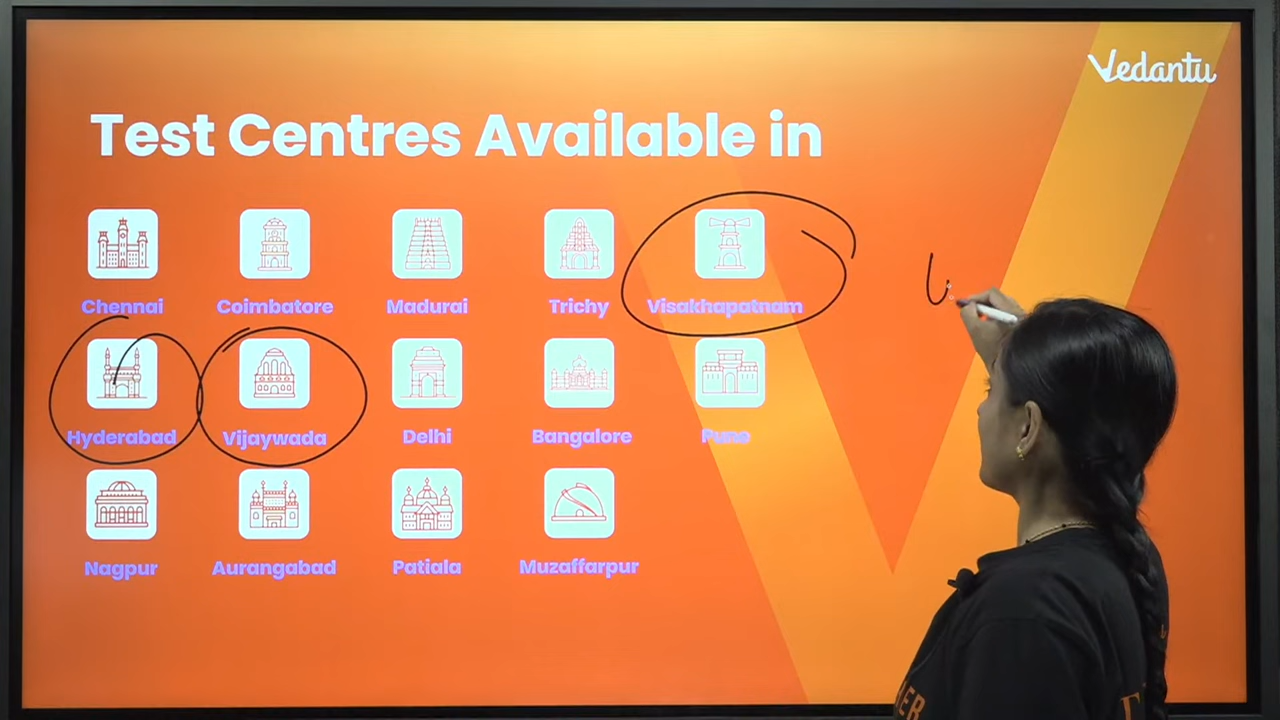 Vedantu
Test Centres Available in
Chennai Coimbatore Madurai Trichy Visakhapatnam
Hyderabad Vijaywada Delhi Bangalore Pune
Nagpur Aurangabad Patiala Muzaffarpur